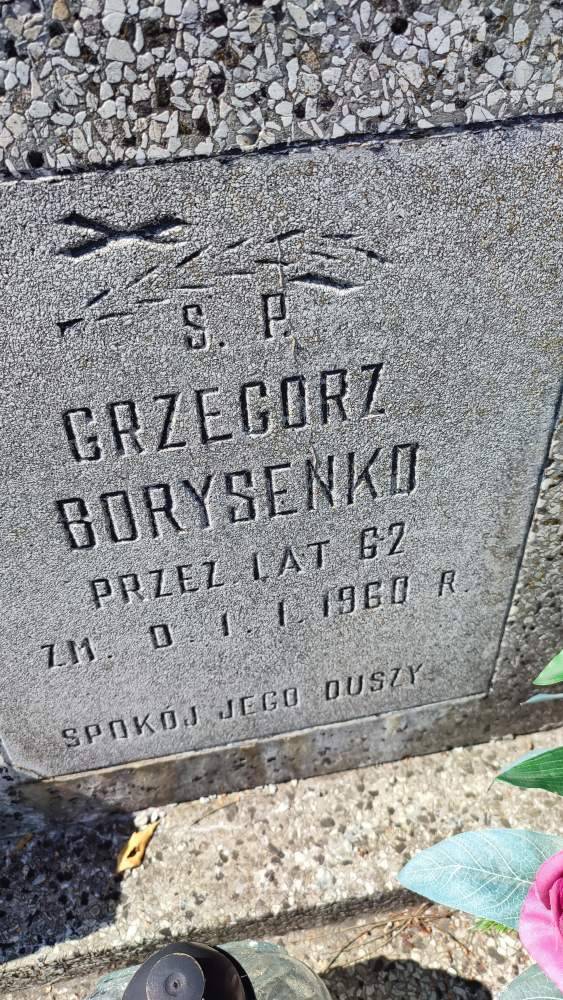 S. P.
GRZEGORZ
BORYSENKO
PRZEZ. LAT 62
ZM. D. 1. 1. 1960 R.
SPOKÓJ JEGO DUSZY